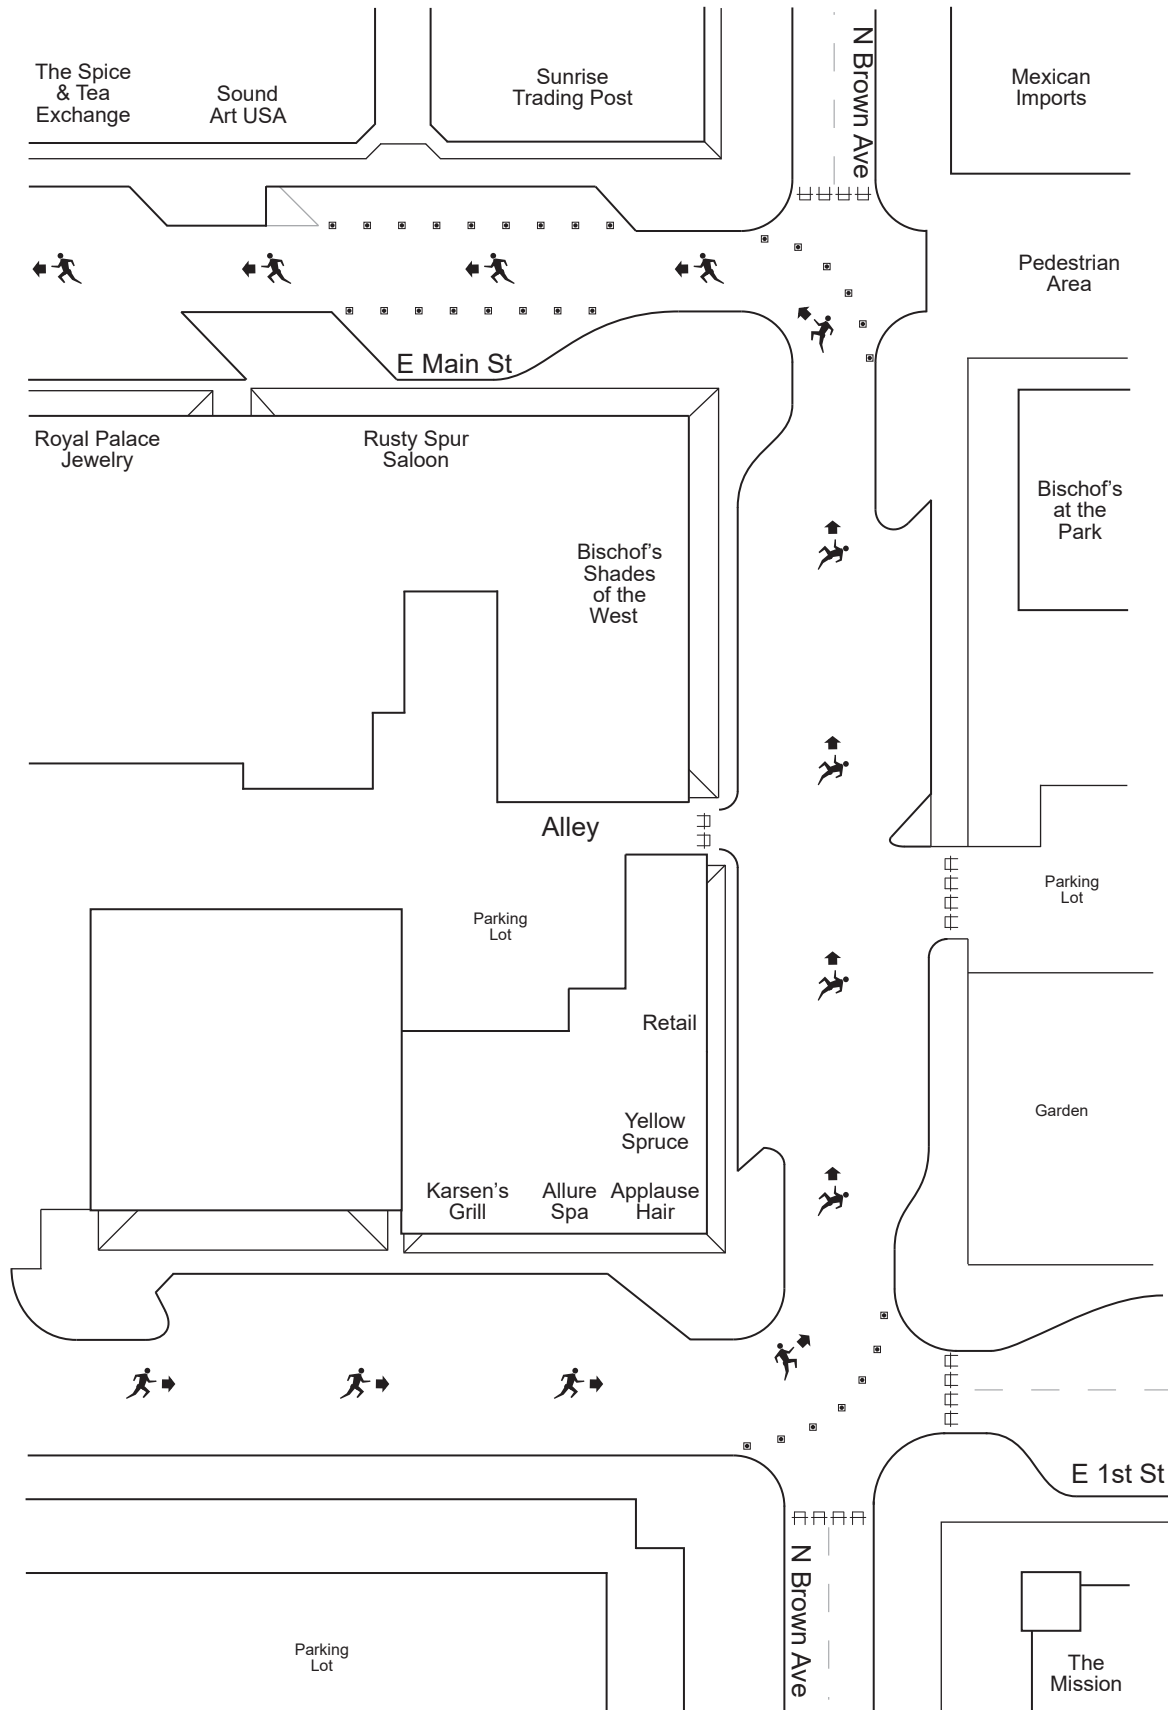 The Spice
& Tea
Exchange
Sound
Art USA
Sunrise
Trading Post
N Brown Ave
Mexican
Imports
Pedestrian
Area
E Main St
Royal Palace
Jewelry
Rusty Spur
Saloon
Bischof’s
at the
Park
Bischof’s
Shades
of the
West
Alley
Parking
Lot
Parking
Lot
Retail
Garden
Yellow
Spruce
Karsen’s
Grill
Allure
Spa
Applause
Hair
E 1st St
N Brown Ave
Parking
Lot
The
Mission